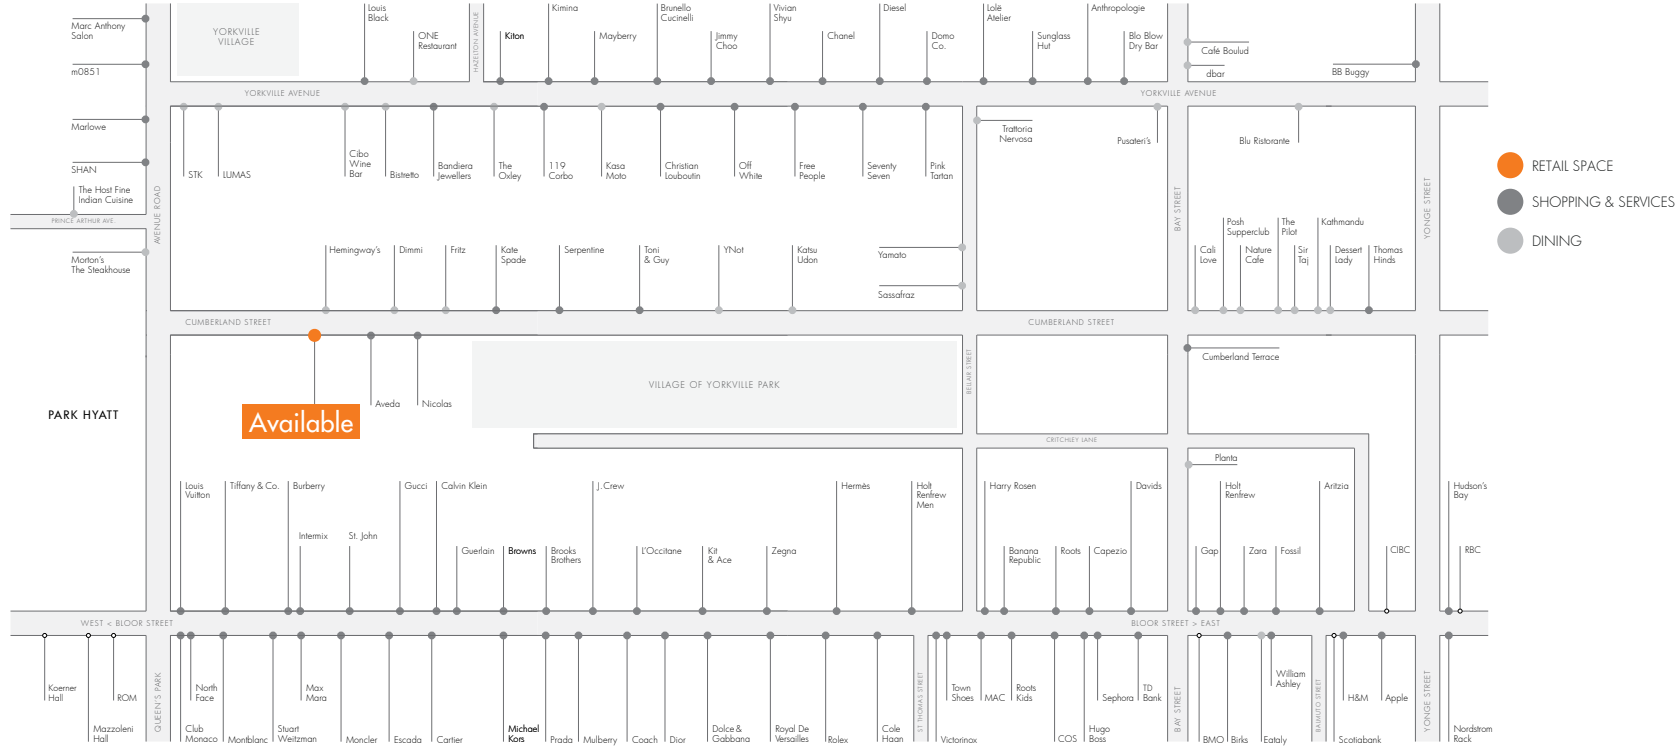 Marc Anthony
Salon
m0851
Marlowe
SHAN
The Host Fine
Indian Cuisine
PRINCE ARTHUR AVE.
Morton's
The Steakhouse
AVENUE ROAD
PARK HYATT
YORKVILLE
VILLAGE
Louis
Black
ONE
Restaurant
HAZELTON AVENUE
Kiton
Kimina
Mayberry
Brunello
Cucinelli
Jimmy
Choo
Vivian
Shyu
Chanel
Diesel
Domo
Co.
Lolë
Atelier
Sunglass
Hut
Anthropologie
Blo Blow
Dry Bar
Café Boulud
dbar
BB Buggy
YORKVILLE AVENUE
YORKVILLE AVENUE
STK
LUMAS
Cibo
Wine
Bar
Bistretto
Bandiera
Jewellers
The
Oxley
119
Corbo
Kasa
Moto
Christian
Louboutin
Off
White
Free
People
Seventy
Seven
Pink
Tartan
Trattoria
Nervosa
Pusateri's
Blu Ristorante
BAY STREET
YONGE STREET
RETAIL SPACE
SHOPPING & SERVICES
DINING
Hemingway's
Dimmi
Fritz
Kate
Spade
Serpentine
Toni
& Guy
YNot
Katsu
Udon
Yamato
Sassafraz
Cali
Love
Posh
Supperclub
Nature
Cafe
The
Pilot
Sir
Taj
Kathmandu
Dessert
Lady
Thomas
Hinds
CUMBERLAND STREET
CUMBERLAND STREET
Available
Aveda
Nicolas
VILLAGE OF YORKVILLE PARK
BELLAIR STREET
Cumberland Terrace
CRITCHLEY LANE
Planta
Louis
Vuitton
Tiffany & Co.
Burberry
Intermix
St. John
Gucci
Calvin Klein
Guerlain
Browns
Brooks
Brothers
J. Crew
L'Occitane
Kit
& Ace
Zegna
Hermès
Holt
Renfrew
Men
Harry Rosen
Banana
Republic
Roots
Capezio
Davids
Gap
Holt
Renfrew
Zara
Fossil
Aritzia
CIBC
Hudson's
Bay
RBC
WEST < BLOOR STREET
BLOOR STREET > EAST
Koerner
Hall
Mazzoleni
Hall
ROM
QUEEN'S PARK
Club
Monaco
North
Face
Montblanc
Stuart
Weitzman
Max
Mara
Moncler
Escada
Cartier
Michael
Kors
Prada
Mulberry
Coach
Dior
Dolce &
Gabbana
Royal De
Versailles
Rolex
Cole
Haan
ST THOMAS STREET
Victorinox
Town
Shoes
MAC
Roots
Kids
COS
Hugo
Boss
Sephora
TD
Bank
BAY STREET
BMO
Birks
Eataly
William
Ashley
BALMUTO STREET
Scotiabank
H&M
Apple
YONGE STREET
Nordstrom
Rack